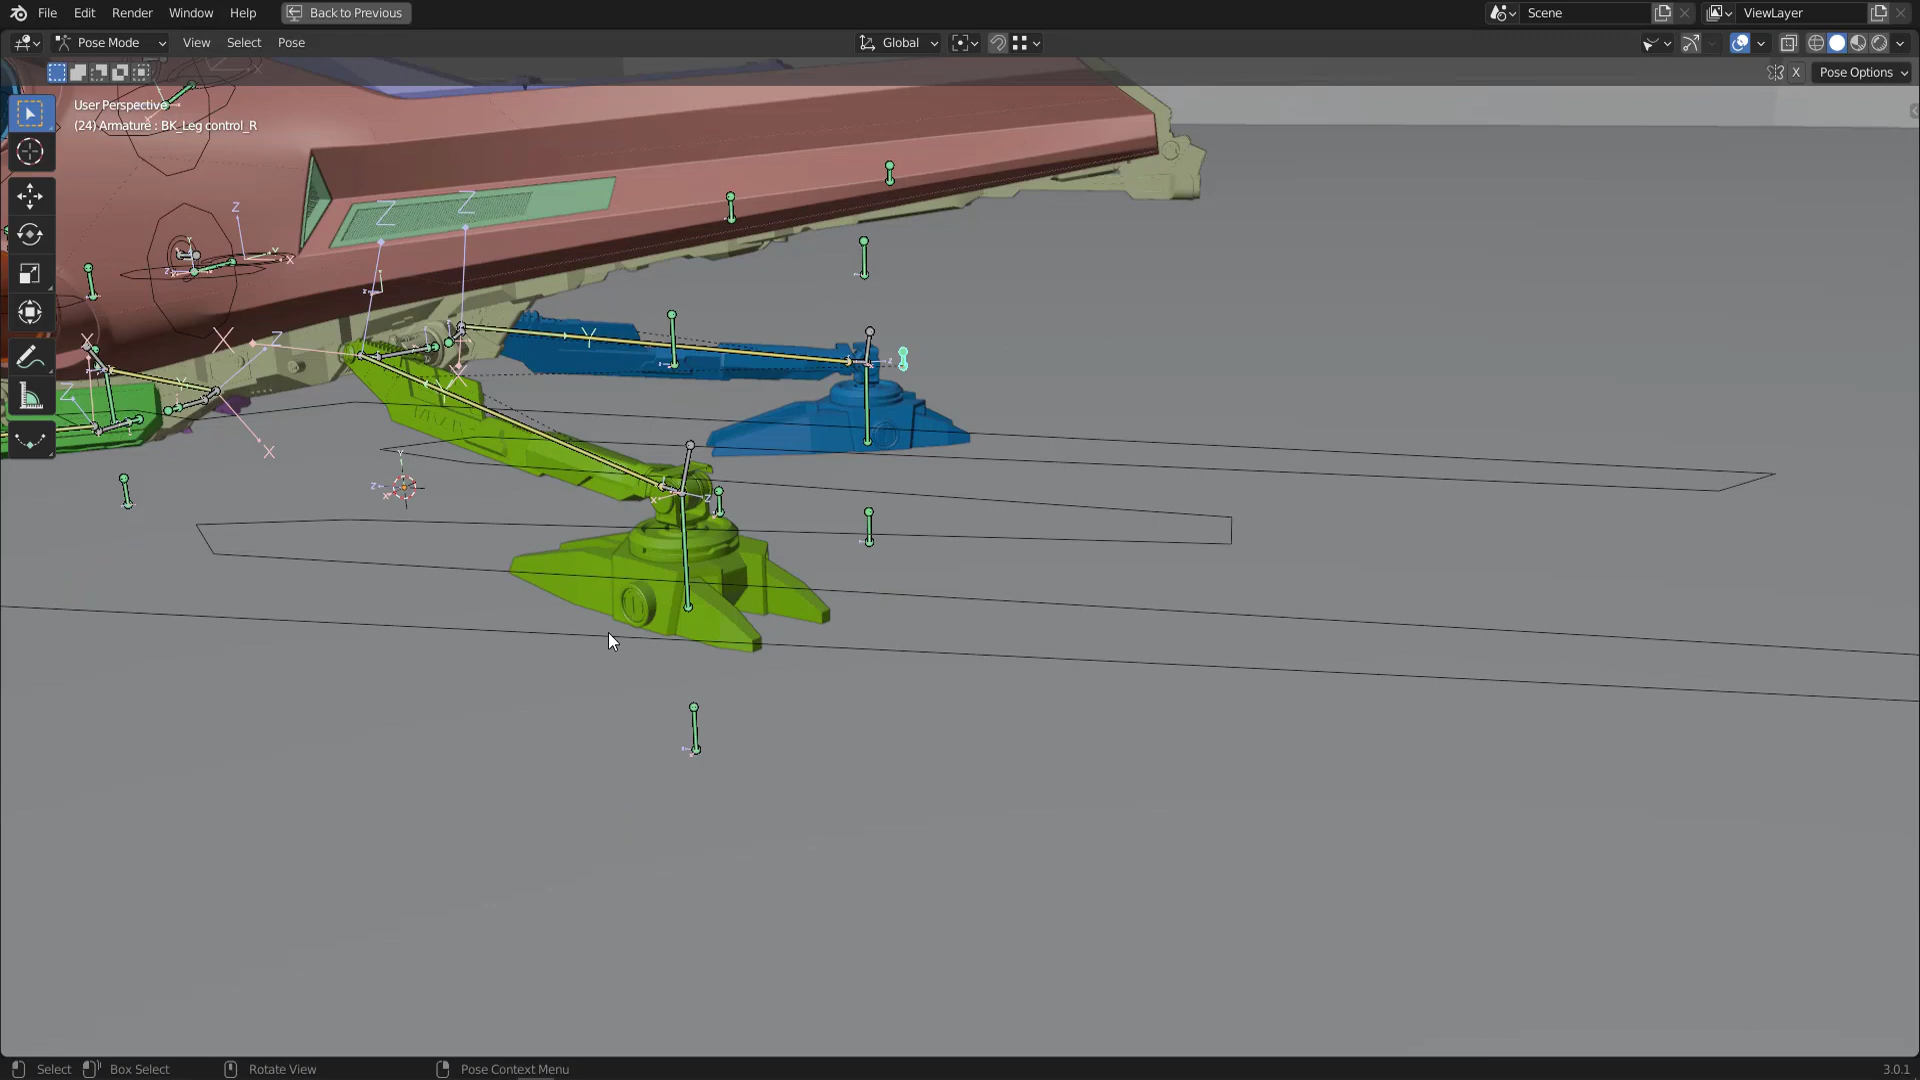 File Edit Render Window Help Back to Previous Scene ViewLayer
Pose Mode View Select Pose Global
X Pose Options
User Perspective
(24) Armature : BK_Leg control_R
Z
Z
Z
X
Y
X
Z
X
Y
X
Y
Z
X
Z
Select Box Select Rotate View Pose Context Menu 3.0.1